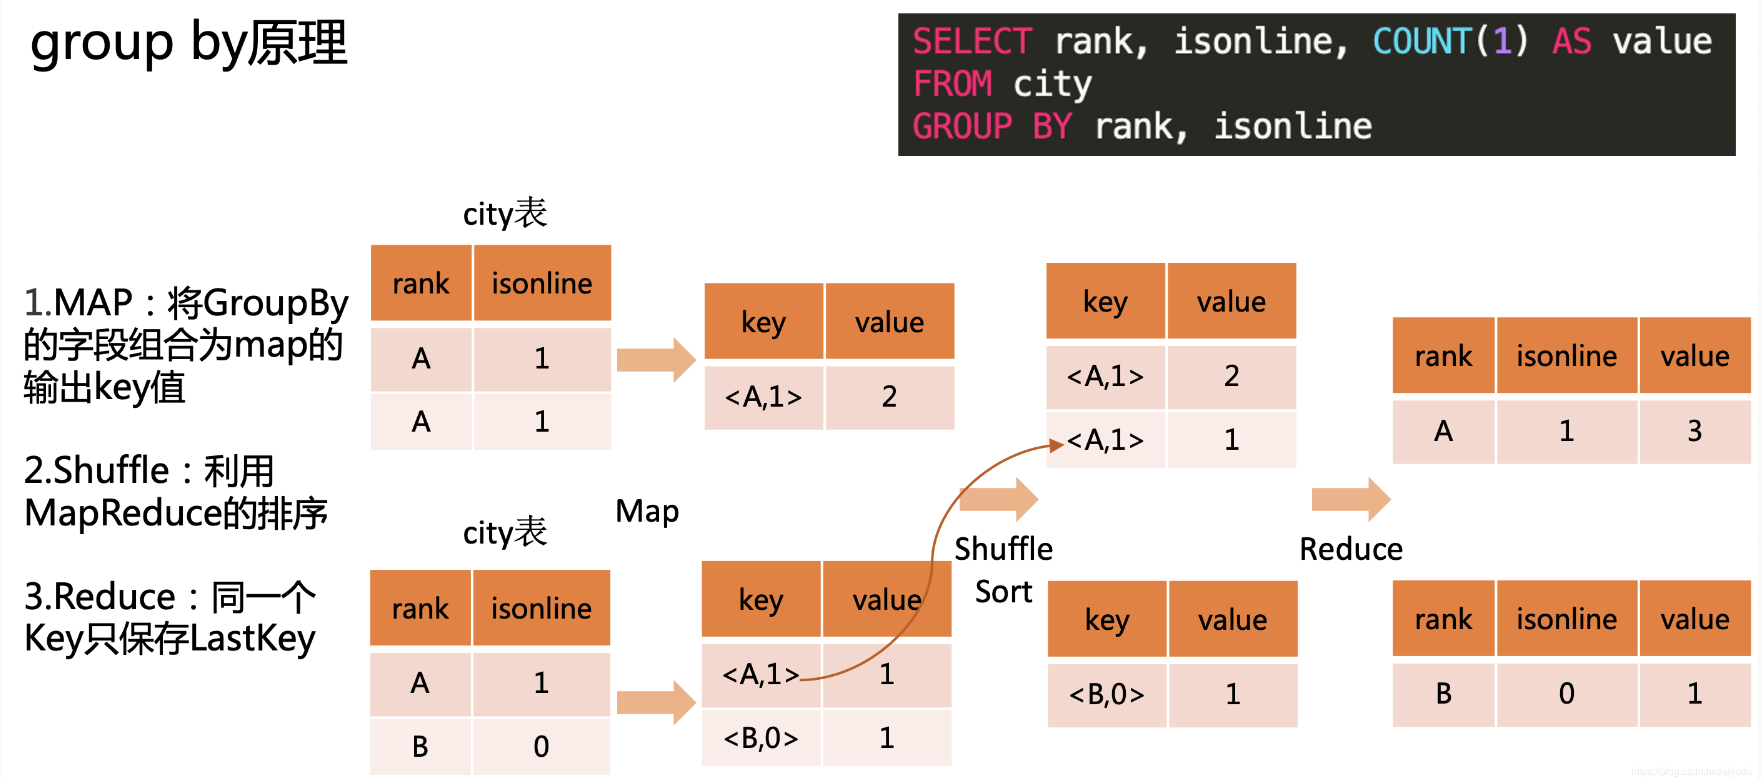 group by原理
SELECT rank, isonline, COUNT(1) AS value
FROM city
GROUP BY rank, isonline
1.MAP：将GroupBy
的字段组合为map的
输出key值
2.Shuffle：利用
MapReduce的排序
3.Reduce：同一个
Key只保存LastKey
city表
rank isonline
A 1
A 1
city表
rank isonline
A 1
B 0
Map
key value
<A,1> 2
key value
<A,1> 1
<B,0> 1
Shuffle
Sort
key value
<A,1> 2
<A,1> 1
key value
<B,0> 1
Reduce
rank isonline value
A 1 3
rank isonline value
B 0 1